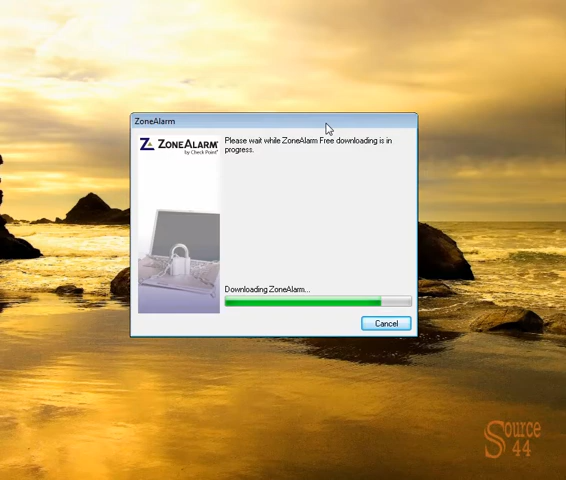 ZoneAlarm
ZONEALARM
by Check Point
Please wait while ZoneAlarm Free downloading is in
progress.
Downloading ZoneAlarm...
Cancel
Source
44